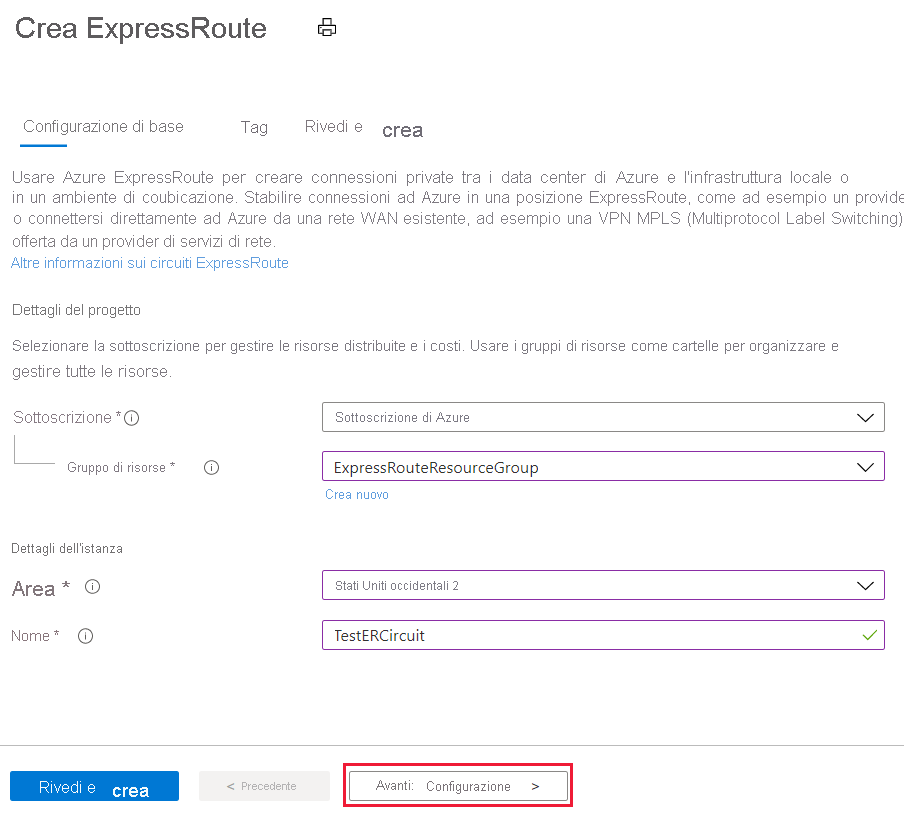 Crea ExpressRoute
Configurazione di base Tag Rivedi e crea
Usare Azure ExpressRoute per creare connessioni private tra i data center di Azure e l'infrastruttura locale o
in un ambiente di coubicazione. Stabilire connessioni ad Azure in una posizione ExpressRoute, come ad esempio un provide
o connettersi direttamente ad Azure da una rete WAN esistente, ad esempio una VPN MPLS (Multiprotocol Label Switching)
offerta da un provider di servizi di rete.
Altre informazioni sui circuiti ExpressRoute
Dettagli del progetto
Selezionare la sottoscrizione per gestire le risorse distribuite e i costi. Usare i gruppi di risorse come cartelle per organizzare e
gestire tutte le risorse.
Sottoscrizione * Sottoscrizione di Azure
Gruppo di risorse * ExpressRouteResourceGroup
Crea nuovo
Dettagli dell'istanza
Area * Stati Uniti occidentali 2
Nome * TestERCircuit
Rivedi e crea < Precedente Avanti: Configurazione >